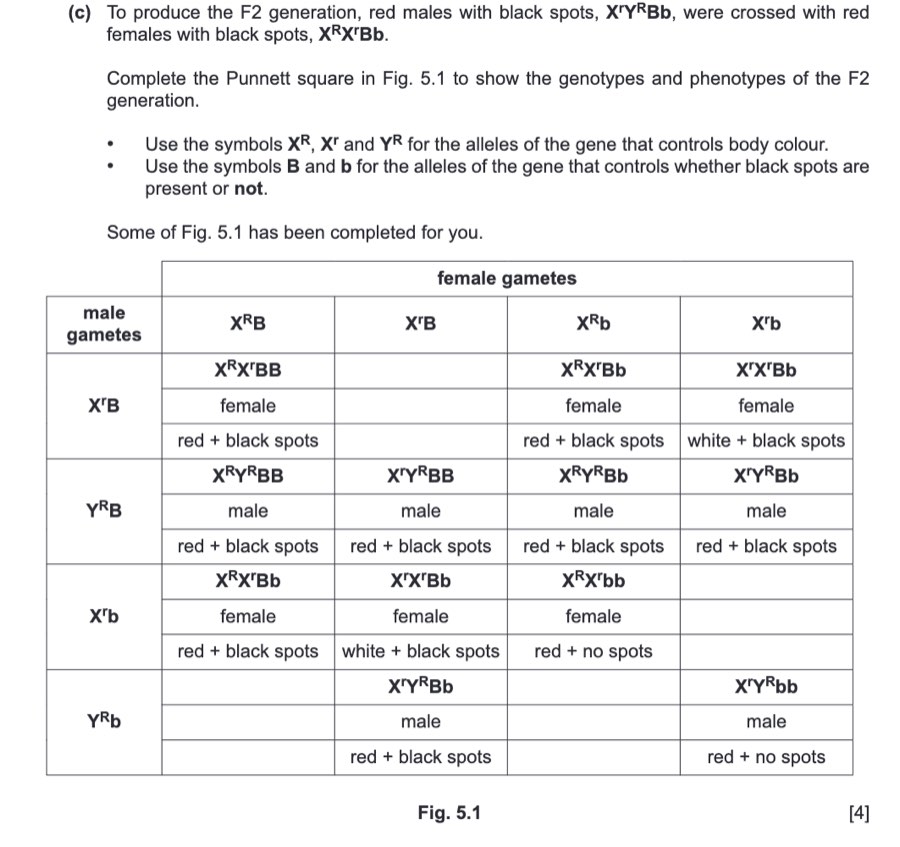 (c) To produce the F2 generation, red males with black spots, XʳYᴿBb, were crossed with red
females with black spots, XᴿXʳBb.
Complete the Punnett square in Fig. 5.1 to show the genotypes and phenotypes of the F2
generation.
• Use the symbols Xᴿ, Xʳ and Yᴿ for the alleles of the gene that controls body colour.
• Use the symbols B and b for the alleles of the gene that controls whether black spots are
present or not.
Some of Fig. 5.1 has been completed for you.
female gametes
male
gametes
XᴿB XʳB Xᴿb Xʳb
XᴿXʳBB XᴿXʳBb XʳXʳBb
XʳB female female female
red + black spots red + black spots white + black spots
XᴿYᴿBB XʳYᴿBB XᴿYᴿBb XʳYᴿBb
YᴿB male male male male
red + black spots red + black spots red + black spots red + black spots
XᴿXʳBb XʳXʳBb XᴿXʳbb
Xʳb female female female
red + black spots white + black spots red + no spots
XʳYᴿBb XʳYᴿbb
Yᴿb male male
red + black spots red + no spots
Fig. 5.1 [4]